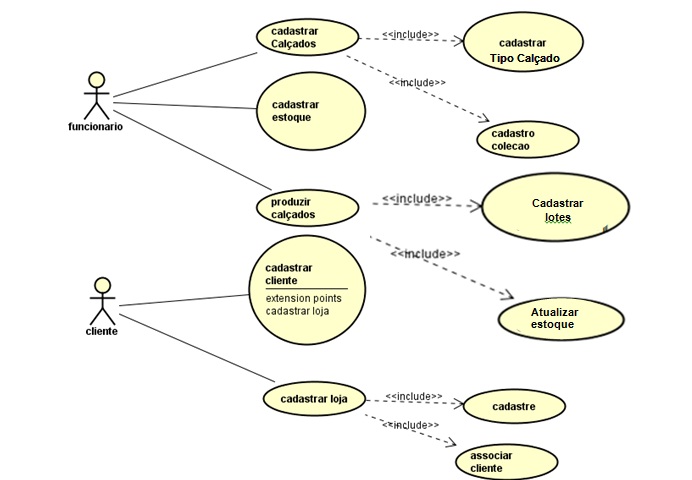 cadastrar
Calçados
<<include>>
cadastrar
Tipo Calçado
<<include>>
funcionario
cadastrar
estoque
cadastro
colecao
produzir
calçados
<<include>>
Cadastrar
lotes
<<include>>
cadastrar
cliente
extension points
cadastrar loja
Atualizar
estoque
cliente
cadastrar loja
<<include>>
cadastre
<<include>>
associar
cliente